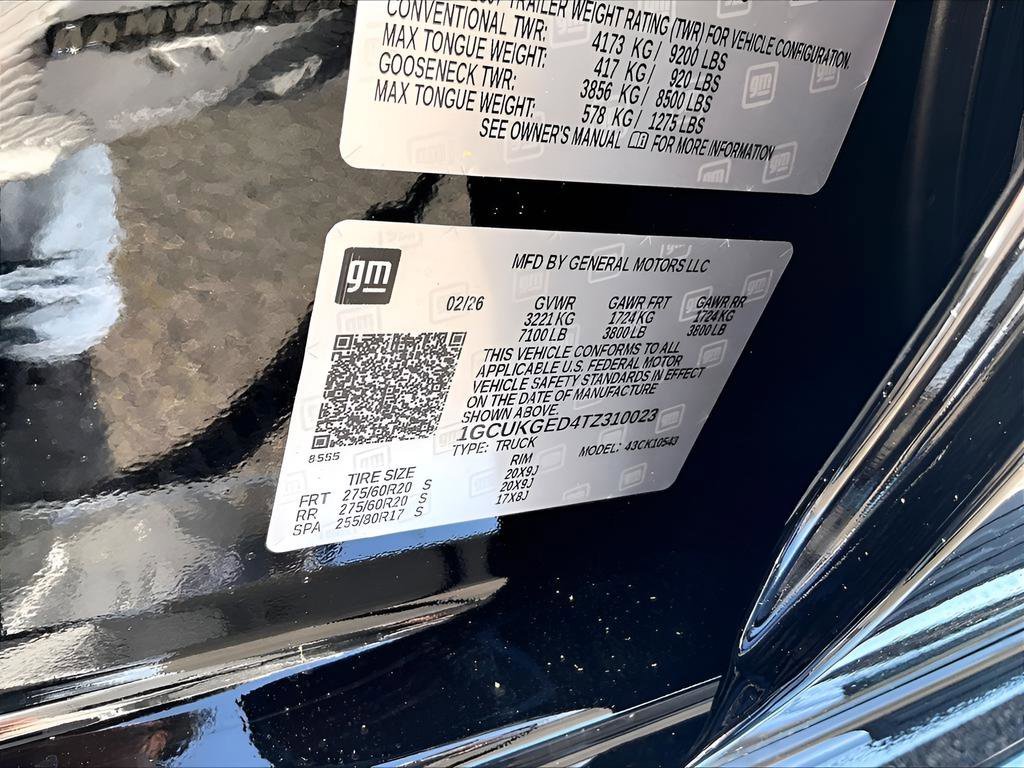 TRAILER WEIGHT RATING (TWR) FOR VEHICLE CONFIGURATION.
CONVENTIONAL TWR: 4173 KG / 9200 LBS
MAX TONGUE WEIGHT: 417 KG / 920 LBS
GOOSENECK TWR: 3856 KG / 8500 LBS
MAX TONGUE WEIGHT: 578 KG / 1275 LBS
SEE OWNER'S MANUAL FOR MORE INFORMATION
gm
MFD BY GENERAL MOTORS LLC
02/26 GVWR GAWR FRT GAWR RR
3221 KG 1724 KG 1724 KG
7100 LB 3800 LB 3800 LB
THIS VEHICLE CONFORMS TO ALL
APPLICABLE U.S. FEDERAL MOTOR
VEHICLE SAFETY STANDARDS IN EFFECT
ON THE DATE OF MANUFACTURE
SHOWN ABOVE.
1GCUKGED4TZ310023
8555 TYPE: TRUCK MODEL: 43CK10543
TIRE SIZE RIM
FRT 275/60R20 S 20X9J
RR 275/60R20 S 20X9J
SPA 255/80R17 S 17X8J